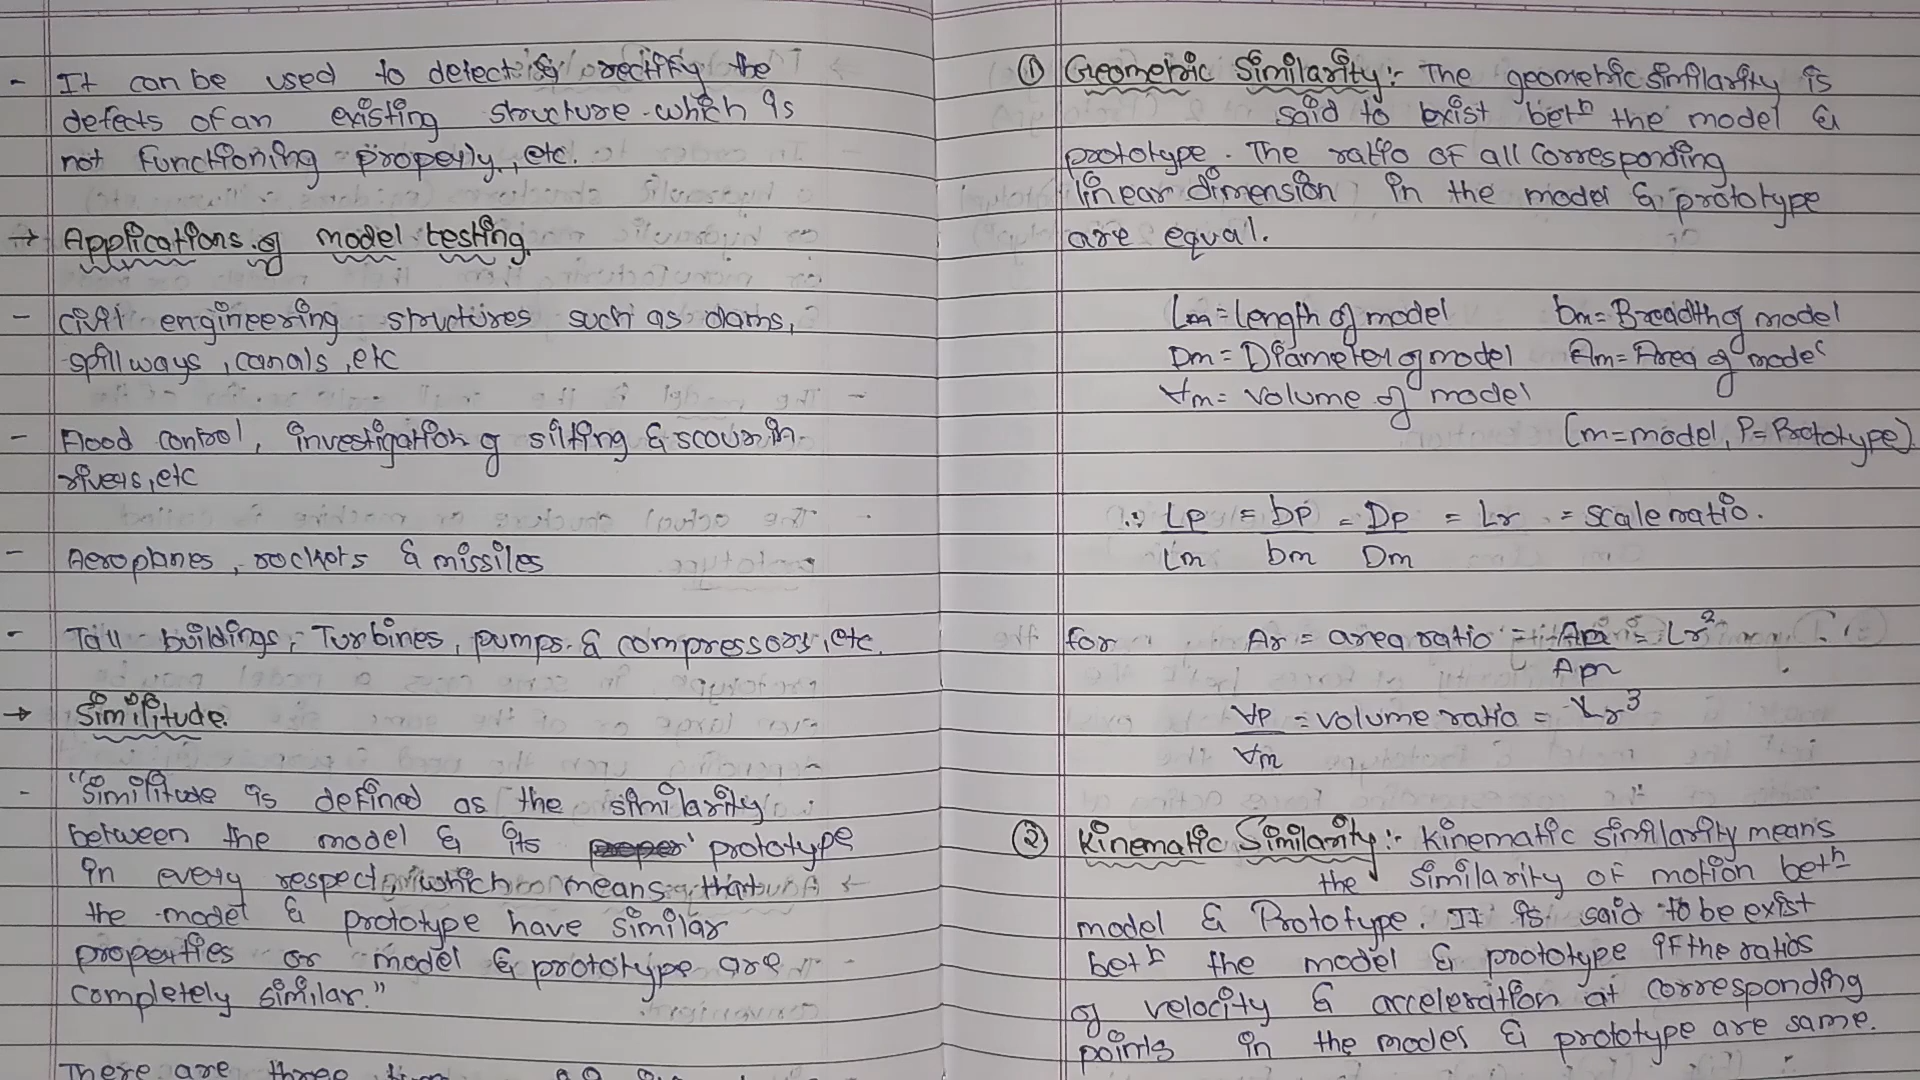 - It can be used to detect & rectify the
defects of an existing structure which is
not functioning properly, etc.
→ Applications of model testing.
- Civil engineering structures such as dams,
spillways, canals, etc
- Flood control, investigation of silting & scour in
rivers, etc
- Aeroplanes, rockets & missiles
- Tall buildings, Turbines, pumps & compressors, etc.
→ Similitude.
- "Similitude is defined as the similarity
between the model & its proper prototype
in every respect, which means that
the model & prototype have similar
properties or model & prototype are
completely similar."
There are three
① Geometric Similarity:- The geometric similarity is
said to exist betn the model &
prototype. The ratio of all corresponding
linear dimension in the model & prototype
are equal.
Lm = Length of model bm = Breadth of model
Dm = Diameter of model Am = Area of model
∀m = volume of model
(m = model, P = Prototype)
∴ LP/Lm = bP/bm = DP/Dm = Lr = scale ratio.
for Ar = area ratio = Am/Apm = Lr²
∀P/∀m = volume ratio = Lr³
② Kinematic Similarity:- Kinematic similarity means
the similarity of motion betn
model & Prototype. It is said to be exist
betn the model & prototype if the ratios
of velocity & acceleration at corresponding
points in the model & prototype are same.